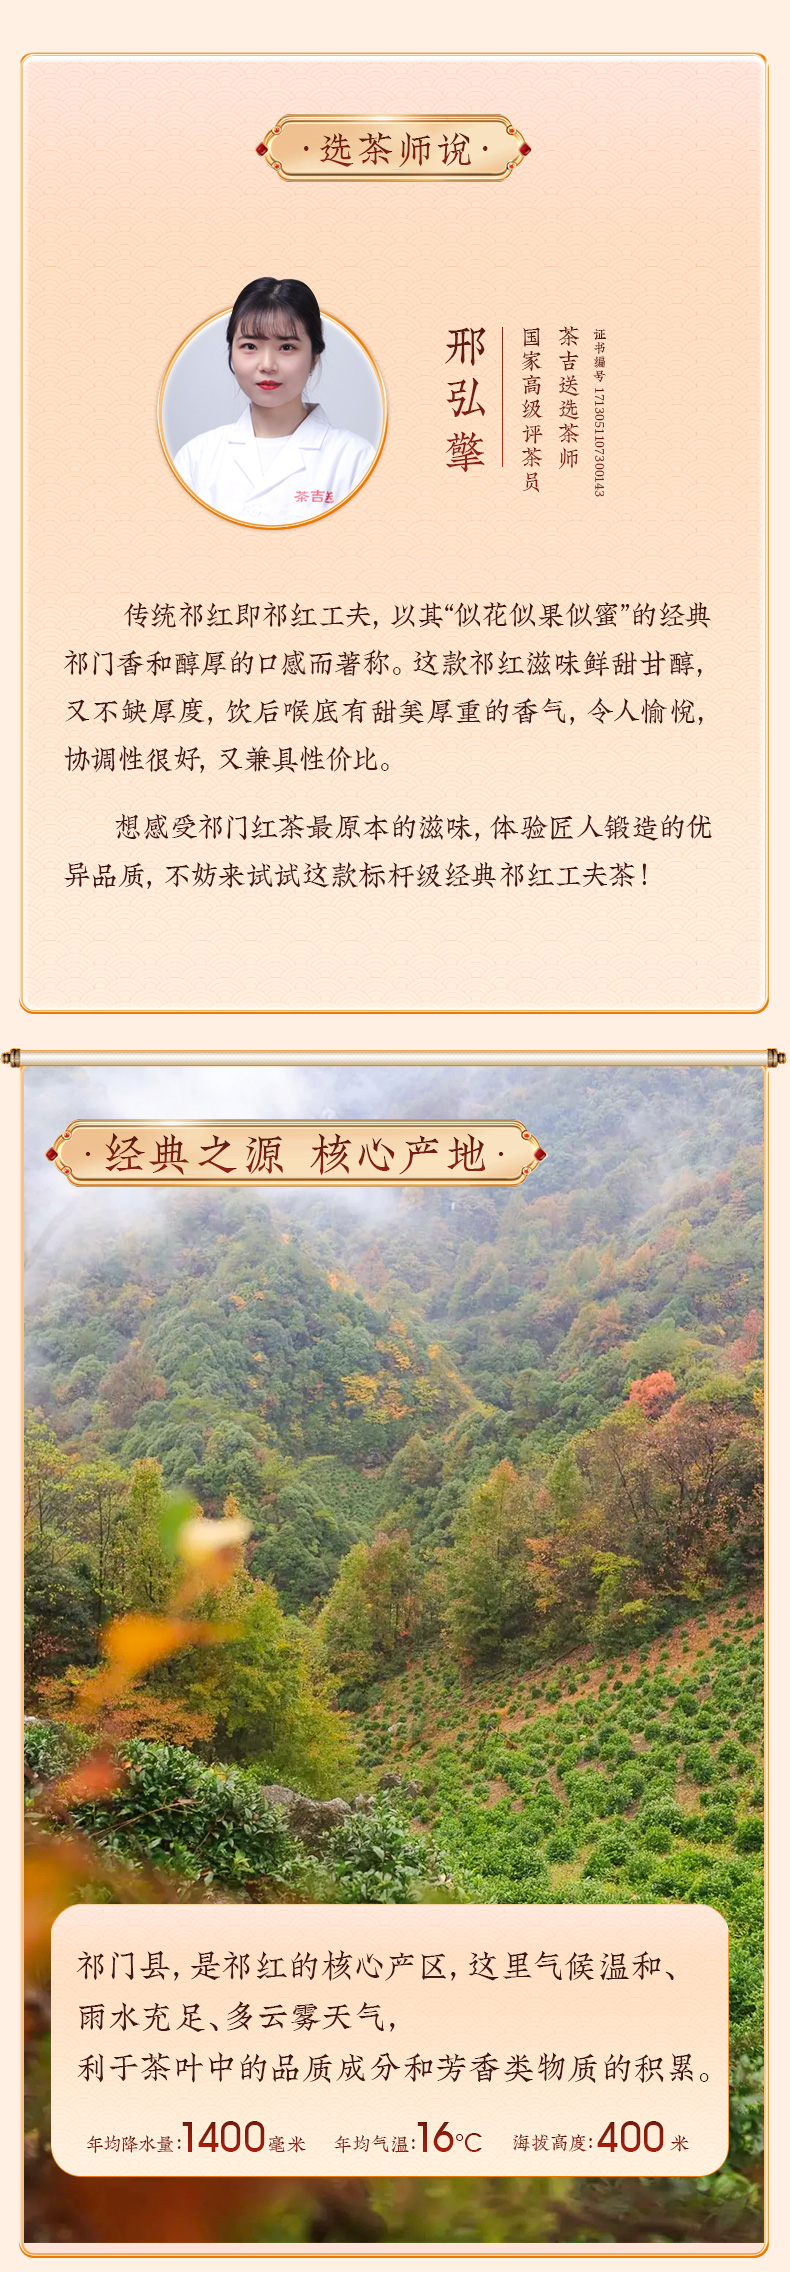 ·选茶师说·
邢弘擎
国家高级评茶员
茶吉送选茶师
证书编号 1713051107300143
茶吉送
传统祁红即祁红工夫, 以其“似花似果似蜜”的经典
祁门香和醇厚的口感而著称。这款祁红滋味鲜甜甘醇,
又不缺厚度, 饮后喉底有甜美厚重的香气, 令人愉悦,
协调性很好, 又兼具性价比。
想感受祁门红茶最原本的滋味, 体验匠人锻造的优
异品质, 不妨来试试这款标杆级经典祁红工夫茶!
·经典之源 核心产地·
祁门县, 是祁红的核心产区, 这里气候温和、
雨水充足、多云雾天气,
利于茶叶中的品质成分和芳香类物质的积累。
年均降水量:1400毫米 年均气温:16℃ 海拔高度:400 米